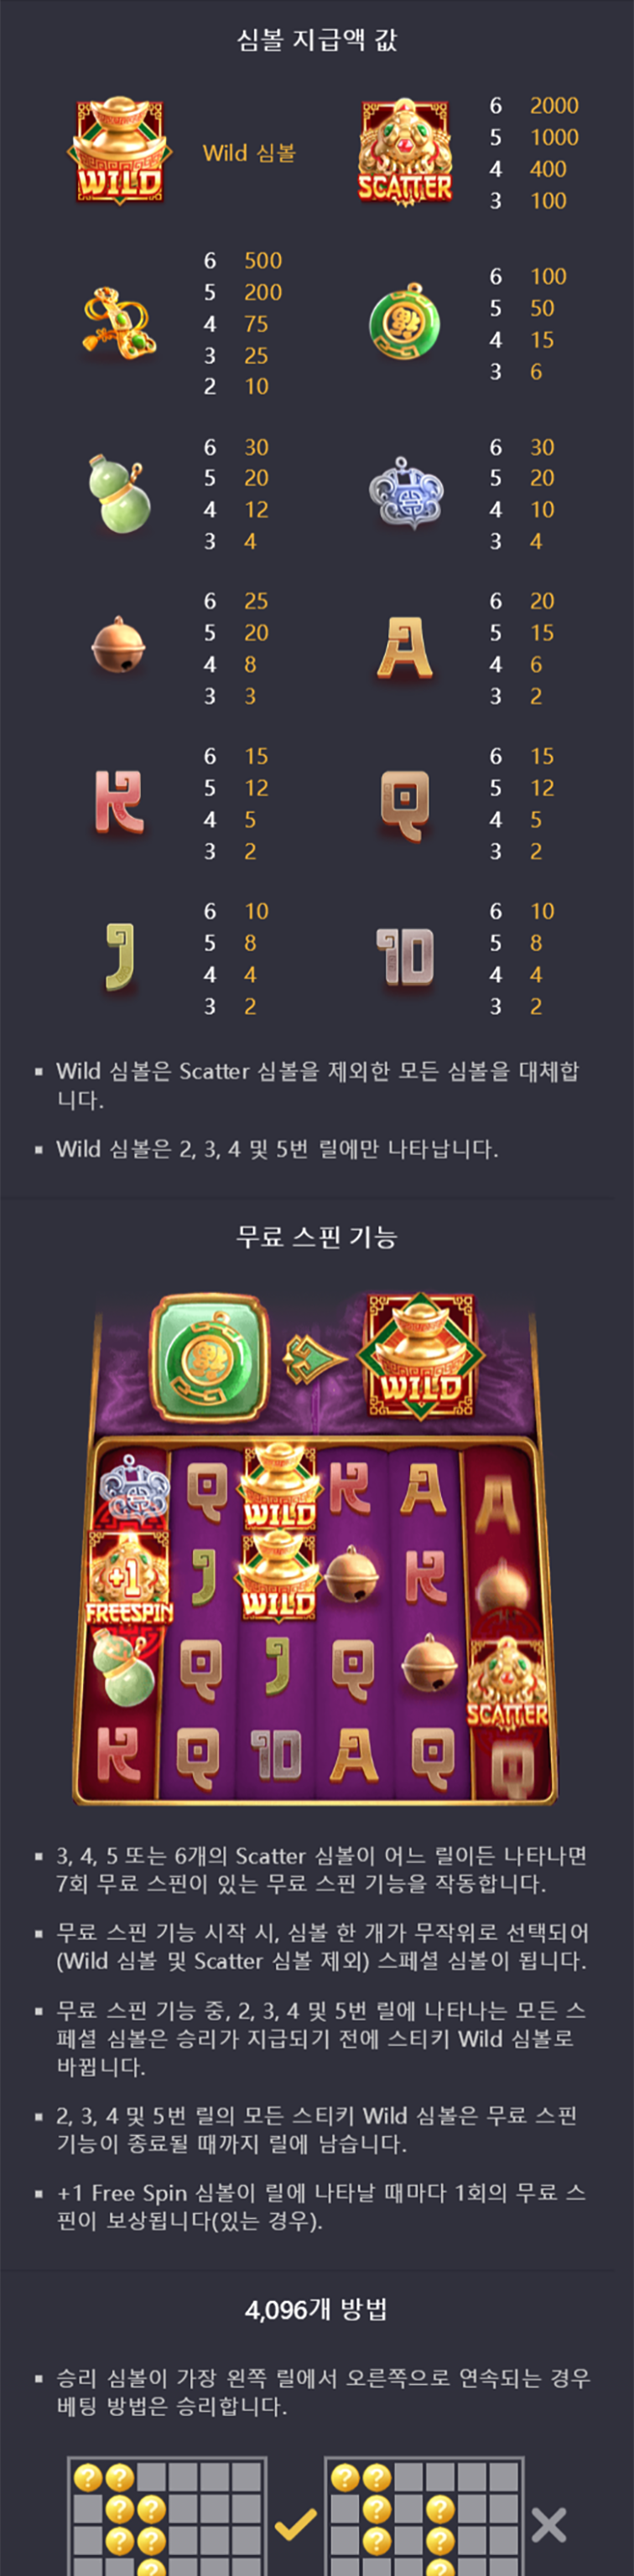 심볼 지급액 값
WILD
Wild 심볼
SCATTER
6 2000
5 1000
4 400
3 100
6 500
5 200
4 75
3 25
2 10
6 100
5 50
4 15
3 6
6 30
5 20
4 12
3 4
6 30
5 20
4 10
3 4
6 25
5 20
4 8
3 3
A
6 20
5 15
4 6
3 2
K
6 15
5 12
4 5
3 2
Q
6 15
5 12
4 5
3 2
J
6 10
5 8
4 4
3 2
10
6 10
5 8
4 4
3 2
Wild 심볼은 Scatter 심볼을 제외한 모든 심볼을 대체합
니다.
Wild 심볼은 2, 3, 4 및 5번 릴에만 나타납니다.
무료 스핀 기능
WILD
Q WILD K A A
+1 FREESPIN J WILD K
Q J Q SCATTER
K Q 10 A Q Q
3, 4, 5 또는 6개의 Scatter 심볼이 어느 릴이든 나타나면
7회 무료 스핀이 있는 무료 스핀 기능을 작동합니다.
무료 스핀 기능 시작 시, 심볼 한 개가 무작위로 선택되어
(Wild 심볼 및 Scatter 심볼 제외) 스페셜 심볼이 됩니다.
무료 스핀 기능 중, 2, 3, 4 및 5번 릴에 나타나는 모든 스
페셜 심볼은 승리가 지급되기 전에 스티키 Wild 심볼로
바뀝니다.
2, 3, 4 및 5번 릴의 모든 스티키 Wild 심볼은 무료 스핀
기능이 종료될 때까지 릴에 남습니다.
+1 Free Spin 심볼이 릴에 나타날 때마다 1회의 무료 스
핀이 보상됩니다(있는 경우).
4,096개 방법
승리 심볼이 가장 왼쪽 릴에서 오른쪽으로 연속되는 경우
베팅 방법은 승리합니다.
? ? ? ?
? ? ? ?
? ? ? ?
? ?